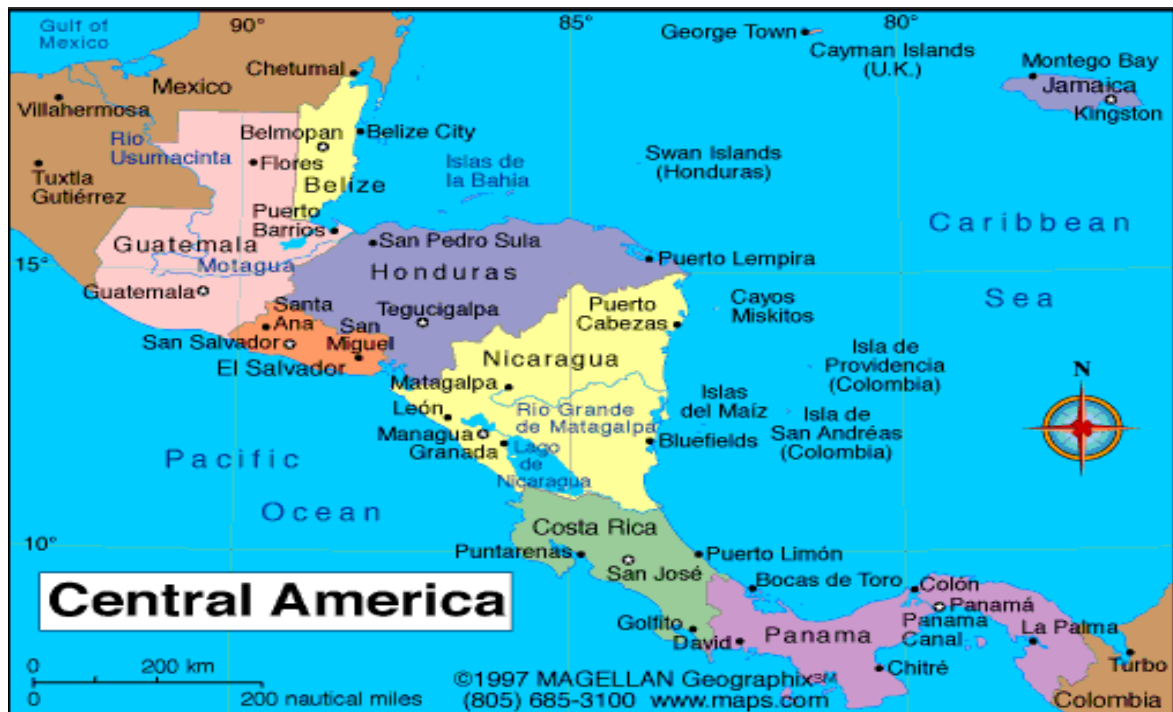 Gulf of
Mexico
90°
85°
80°
George Town
Cayman Islands
(U.K.)
Montego Bay
Jamaica
Kingston
Chetumal
Mexico
Villahermosa
Rio
Usumacinta
Belmopan
Belize City
Flores
Belize
Islas de
la Bahia
Swan Islands
(Honduras)
Tuxtla
Gutiérrez
Puerto
Barrios
Caribbean
Sea
Guatemala
San Pedro Sula
Motagua
Honduras
Puerto Lempira
15°
Guatemala
Santa
Ana
Tegucigalpa
Puerto
Cabezas
Cayos
Miskitos
San Salvador
San
Miguel
El Salvador
Nicaragua
Isla de
Providencia
(Colombia)
N
Matagalpa
León
Rio Grande
de Matagalpa
Islas
del Maíz
Isla de
San Andréas
(Colombia)
Managua
Granada
Lago
de
Nicaragua
Bluefields
Pacific
Ocean
Costa Rica
10°
Puntarenas
Puerto Limón
San José
Bocas de Toro
Colón
Panamá
Central America
Golfito
David
Panama
Panama
Canal
La Palma
Chitré
Turbo
Colombia
0 200 km
0 200 nautical miles
©1997 MAGELLAN Geographix℠
(805) 685-3100 www.maps.com